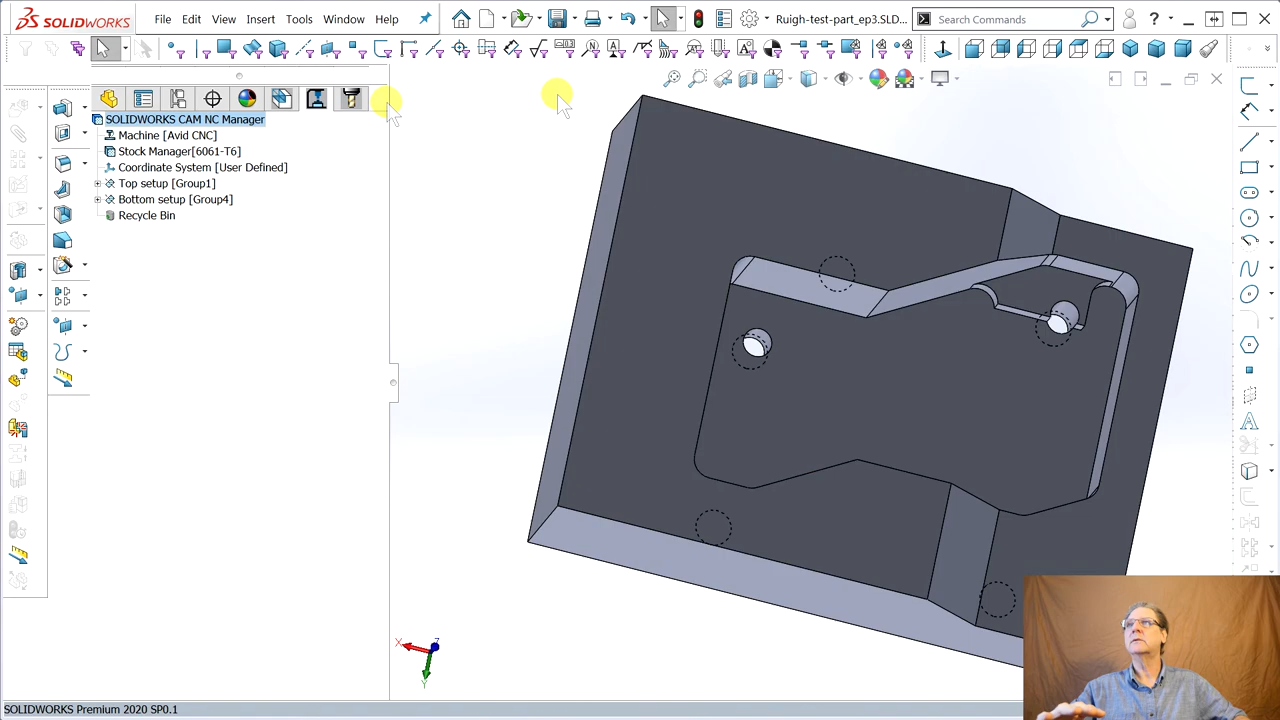 SOLIDWORKS File Edit View Insert Tools Window Help Ruigh-test-part_ep3.SLD... Search Commands ?
SOLIDWORKS CAM NC Manager
Machine [Avid CNC]
Stock Manager[6061-T6]
Coordinate System [User Defined]
Top setup [Group1]
Bottom setup [Group4]
Recycle Bin
X
Z
Y
SOLIDWORKS Premium 2020 SP0.1